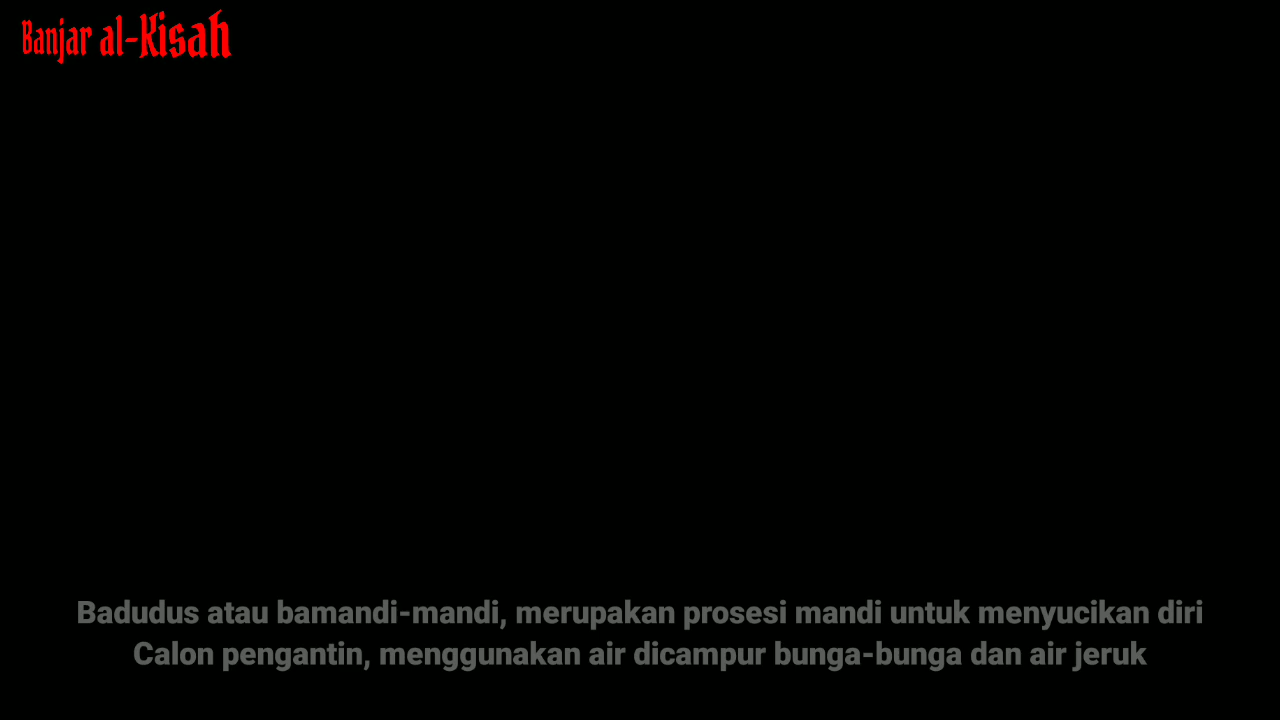 Banjar al-Kisah
Badudus atau bamandi-mandi, merupakan prosesi mandi untuk menyucikan diri
Calon pengantin, menggunakan air dicampur bunga-bunga dan air jeruk